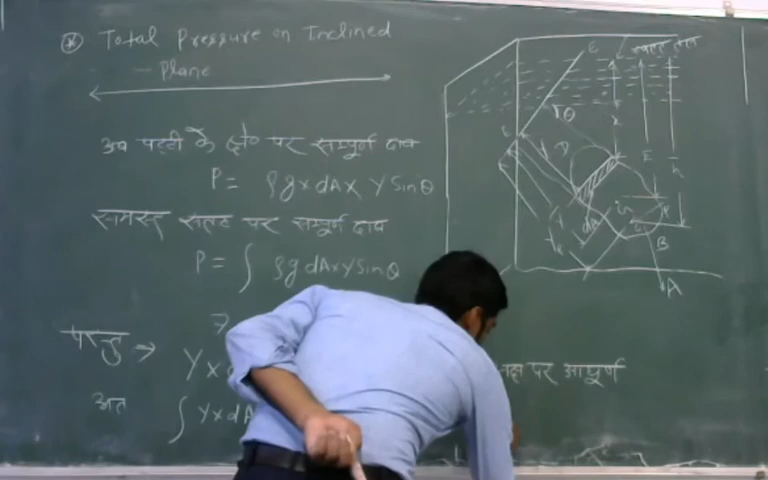 * Total Pressure on Inclined
– Plane
अब पट्टी के क्षेत्र पर सम्पूर्ण दाब
P = ρg x dA x Y Sinθ
समस्त सतह पर सम्पूर्ण दाब
P = ∫ ρg dA x Y Sinθ
परन्तु → Y x
अक्ष पर आघूर्ण
अतः ∫ Y x dA
E
θ
D
x
h
dA
G
B
A